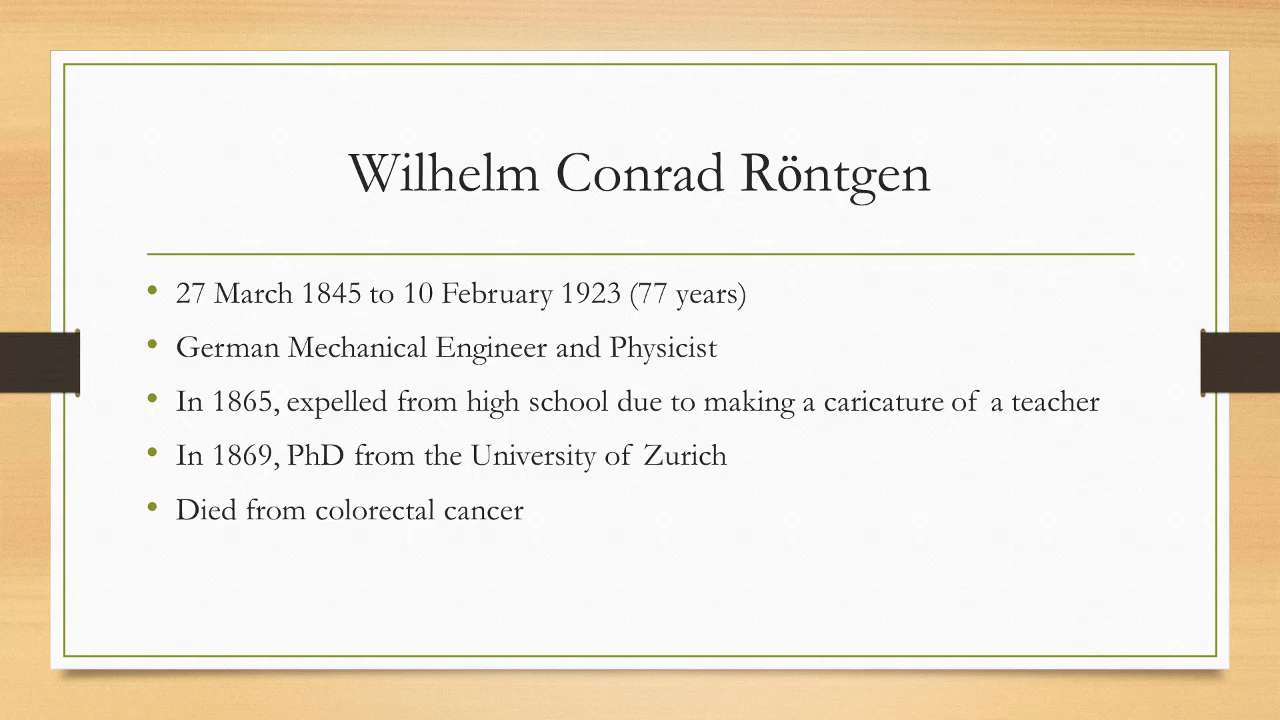 Wilhelm Conrad Röntgen
• 27 March 1845 to 10 February 1923 (77 years)
• German Mechanical Engineer and Physicist
• In 1865, expelled from high school due to making a caricature of a teacher
• In 1869, PhD from the University of Zurich
• Died from colorectal cancer